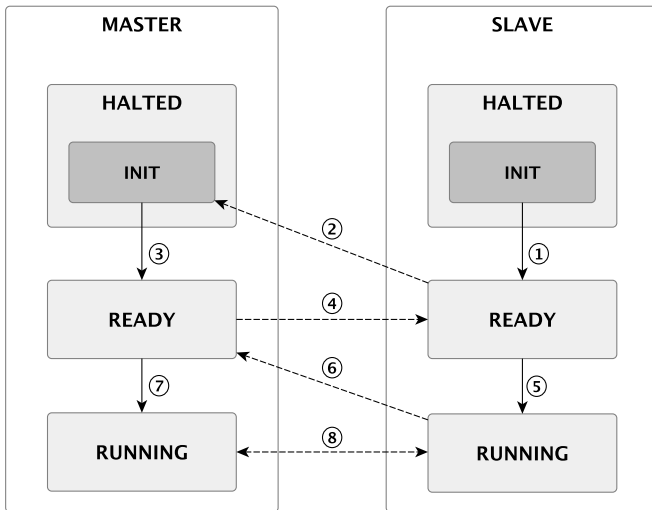 MASTER SLAVE
HALTED HALTED
INIT INIT
②
③ ①
④
READY READY
⑥
⑦ ⑤
⑧
RUNNING RUNNING